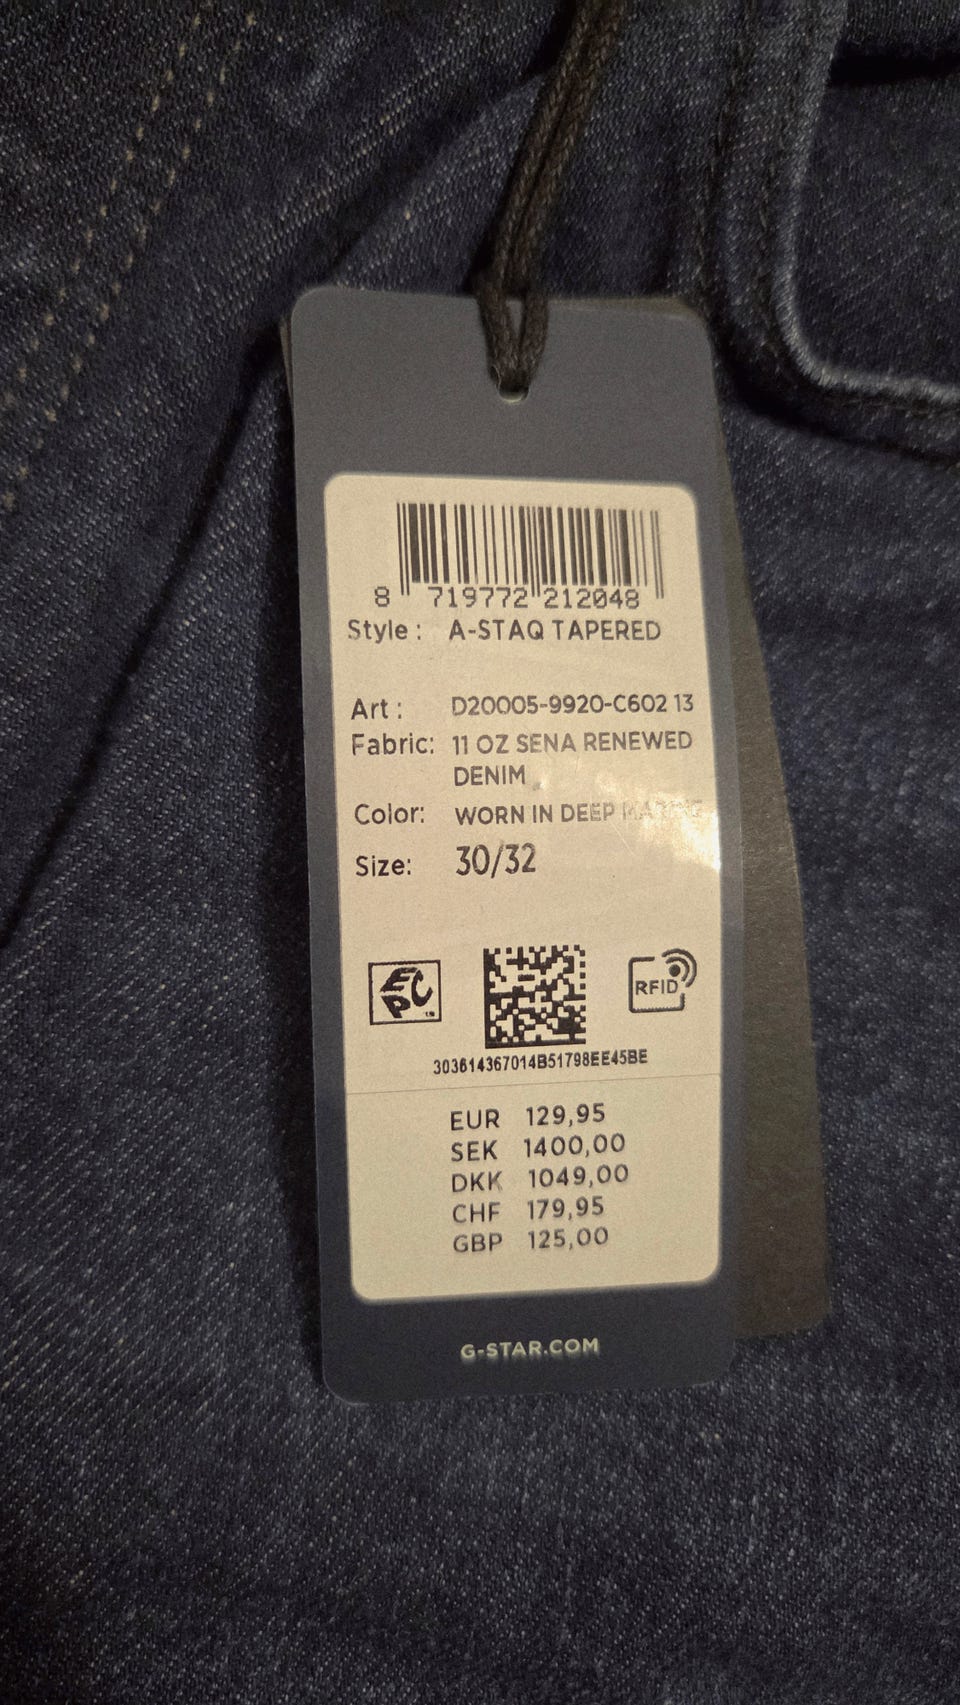 8 719772 212048
Style : A-STAQ TAPERED
Art : D20005-9920-C602 13
Fabric: 11 OZ SENA RENEWED
DENIM
Color: WORN IN DEEP MARINE
Size: 30/32
EPC
RFID
303614367014B51798EE45BE
EUR 129,95
SEK 1400,00
DKK 1049,00
CHF 179,95
GBP 125,00
G-STAR.COM